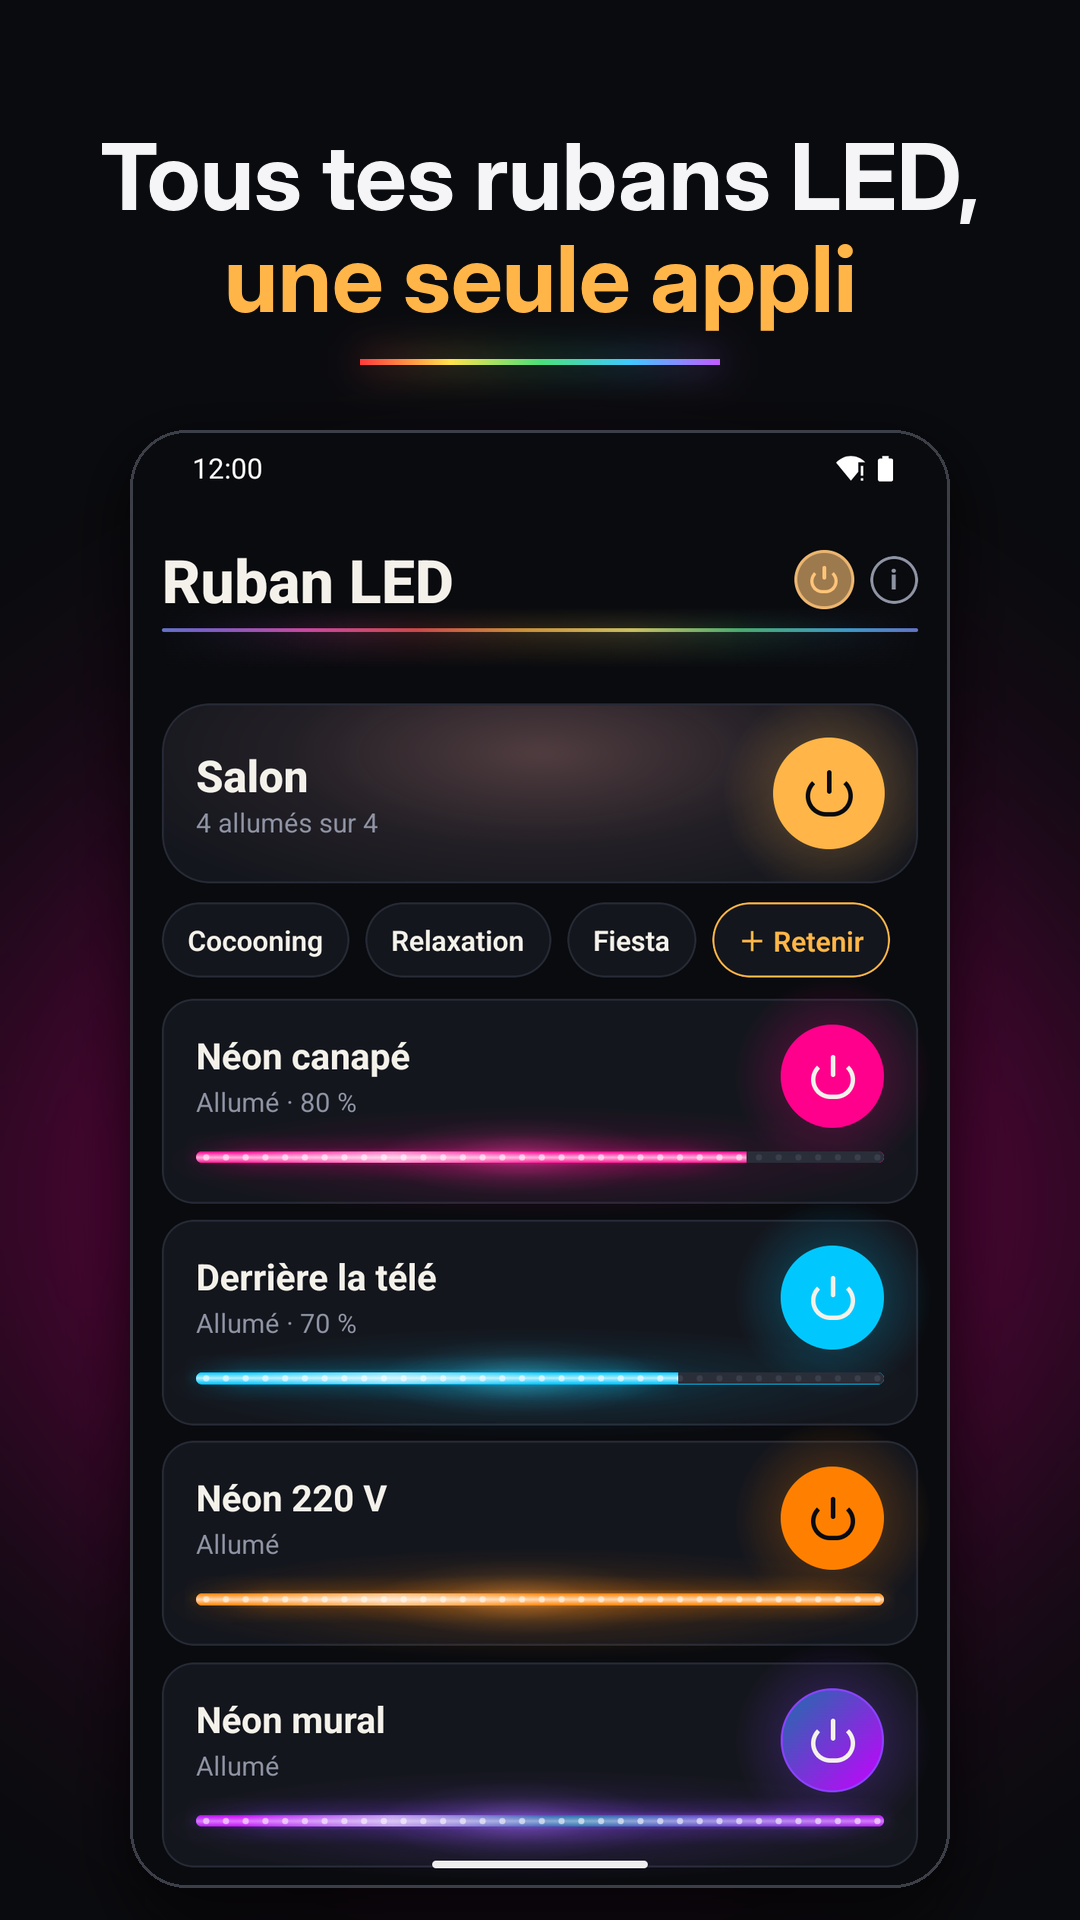 Tous tes rubans LED,
une seule appli
12:00
Ruban LED
Salon
4 allumés sur 4
Cocooning
Relaxation
Fiesta
+ Retenir
Néon canapé
Allumé · 80 %
Derrière la télé
Allumé · 70 %
Néon 220 V
Allumé
Néon mural
Allumé